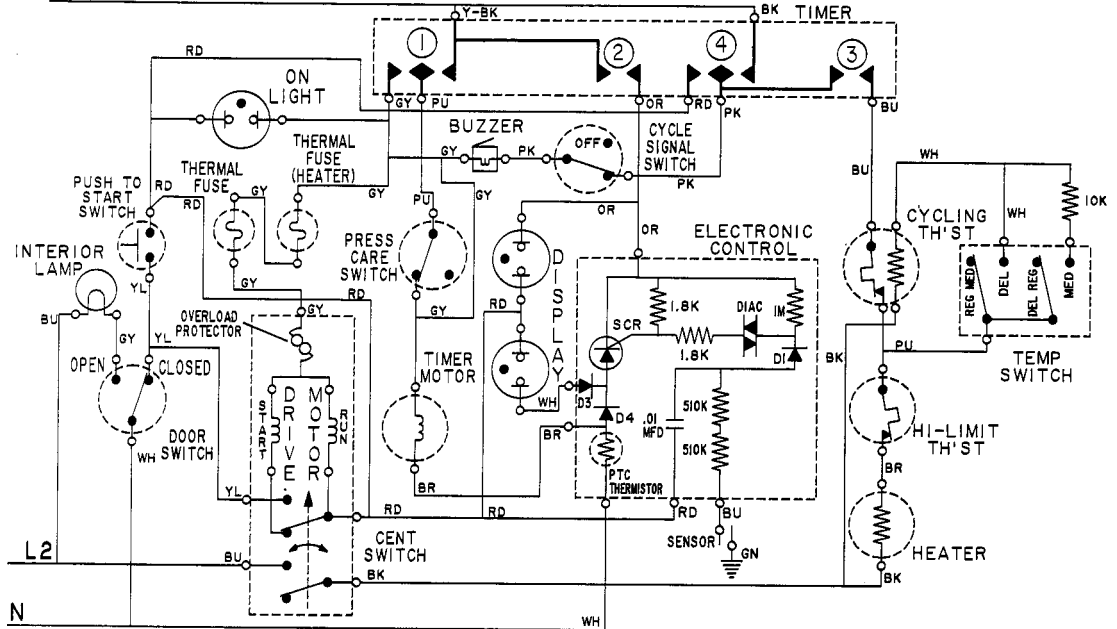 Y-BK
BK
TIMER
1
2
4
3
RD
GY
PU
OR
RD
PK
BU
ON
LIGHT
BUZZER
OFF
CYCLE
SIGNAL
SWITCH
GY
PK
PK
THERMAL
FUSE
(HEATER)
THERMAL
FUSE
GY
GY
PUSH TO
START
SWITCH
RD
RD
PU
PRESS
CARE
SWITCH
GY
OR
OR
BU
WH
WH
10K
CYCLING
TH'ST
INTERIOR
LAMP
YL
BU
GY
YL
RD
OPEN
CLOSED
DOOR
SWITCH
WH
GY
GY
OVERLOAD
PROTECTOR
START
DRIVE
MOTOR
RUN
TIMER
MOTOR
GY
RD
DISPLAY
WH
BR
BR
ELECTRONIC
CONTROL
SCR
1.8K
1.8K
DIAC
1M
D1
D3
D4
.01
MFD
510K
510K
PTC
THERMISTOR
REG MED
DEL
DEL REG
MED
TEMP
SWITCH
BK
PU
HI-LIMIT
TH'ST
BR
HEATER
BK
YL
RD
RD
RD
BU
SENSOR
GN
CENT
SWITCH
L2
BU
BK
N
WH